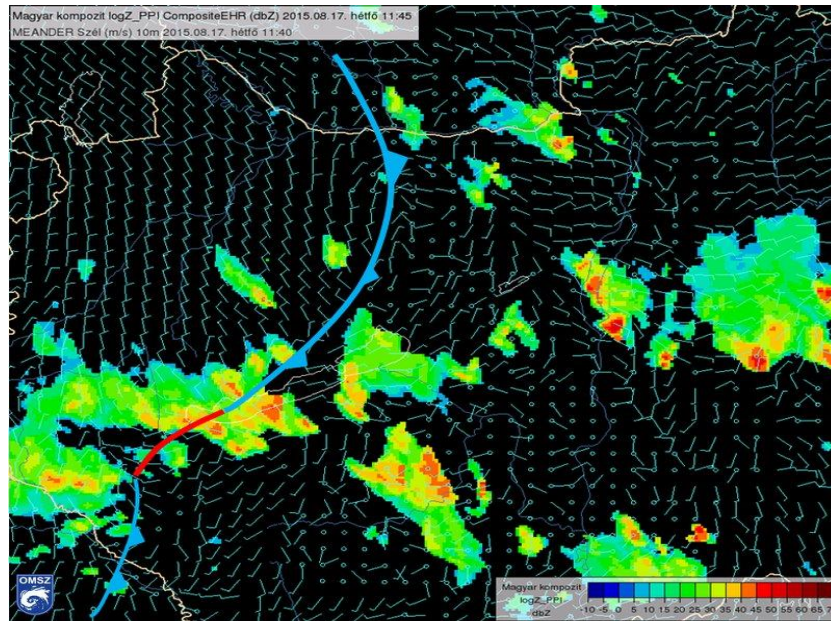 Magyar kompozit logZ_PPI CompositeEHR (dbZ) 2015.08.17. hétfő 11:45
MEANDER Szél (m/s) 10m 2015.08.17. hétfő 11:40
OMSZ
Magyar kompozit
logZ_PPI
dbZ
-10 -5 0 5 10 15 20 25 30 35 40 45 50 55 60 65